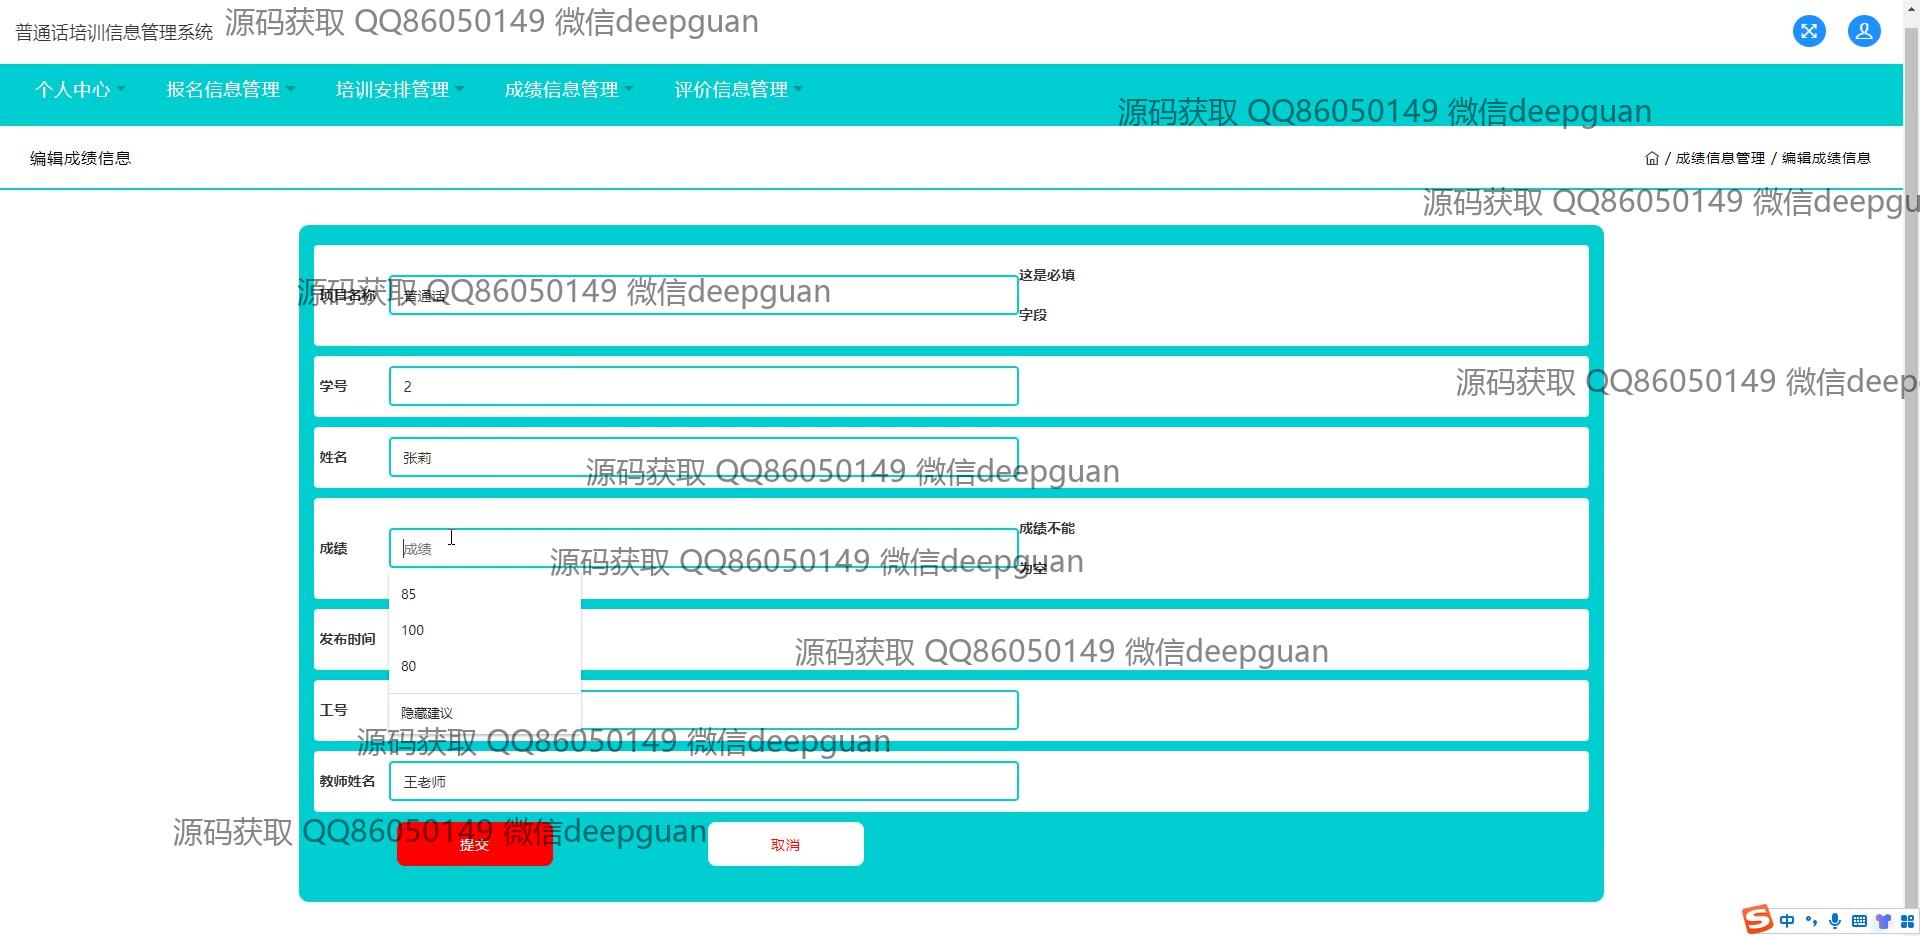 普通话培训信息管理系统
源码获取 QQ86050149 微信deepguan
个人中心 报名信息管理 培训安排管理 成绩信息管理 评价信息管理
源码获取 QQ86050149 微信deepguan
编辑成绩信息
/ 成绩信息管理 / 编辑成绩信息
源码获取 QQ86050149 微信deepgu
这是必填
项目名称 普通话
源码获取 QQ86050149 微信deepguan
字段
学号 2
源码获取 QQ86050149 微信deep
姓名 张莉
源码获取 QQ86050149 微信deepguan
成绩不能
成绩 成绩
源码获取 QQ86050149 微信deepguan
为空
85
100
80
发布时间
源码获取 QQ86050149 微信deepguan
工号
隐藏建议
源码获取 QQ86050149 微信deepguan
教师姓名 王老师
源码获取 QQ86050149 微信deepguan
提交 取消
中